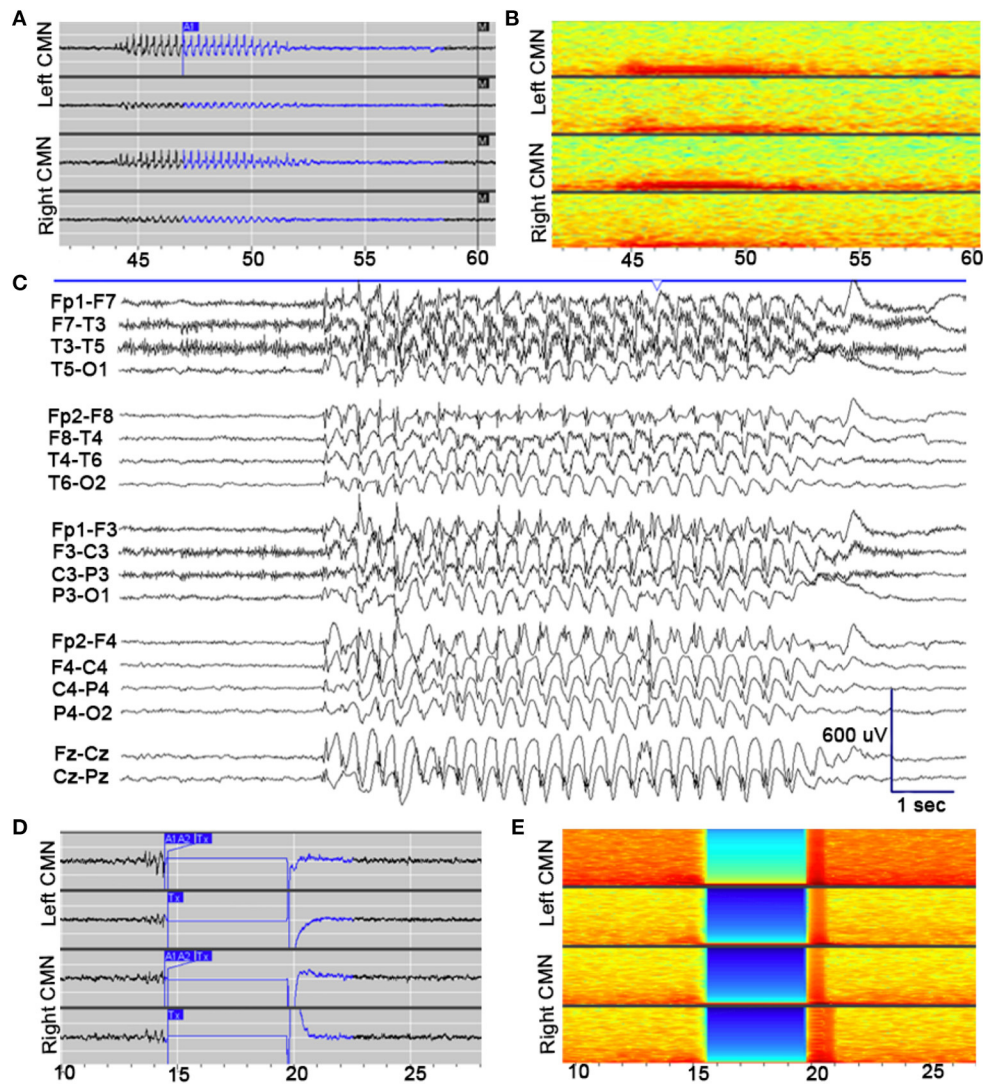 A
Left CMN
Right CMN
A1
M
M
M
M
45 50 55 60
B
Left CMN
Right CMN
45 50 55 60
C
Fp1-F7
F7-T3
T3-T5
T5-O1
Fp2-F8
F8-T4
T4-T6
T6-O2
Fp1-F3
F3-C3
C3-P3
P3-O1
Fp2-F4
F4-C4
C4-P4
P4-O2
Fz-Cz
Cz-Pz
600 uV
1 sec
D
Left CMN
Right CMN
A1A2 Tx
Tx
A1A2 Tx
Tx
10 15 20 25
E
Left CMN
Right CMN
10 15 20 25